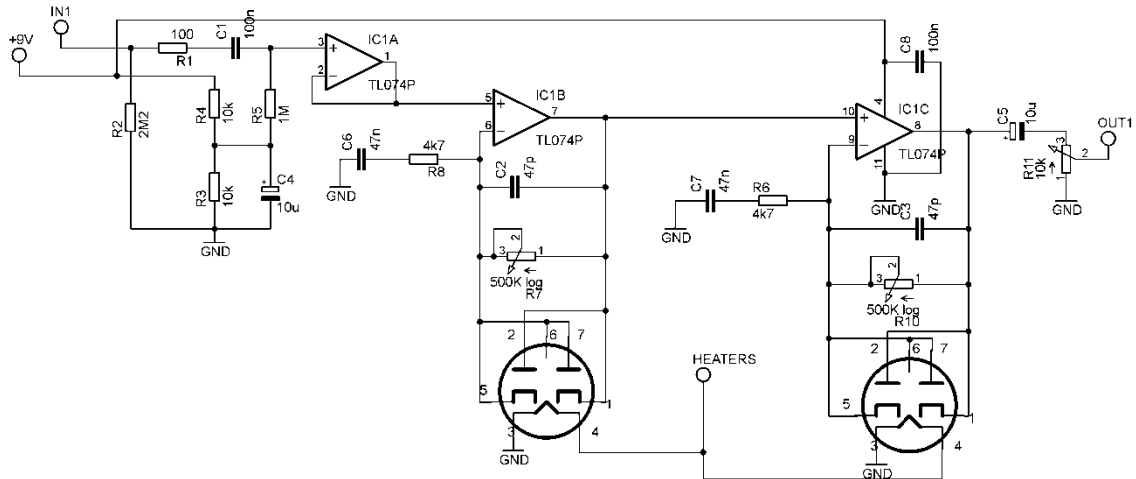 IN1
+9V
100
R1
C1
100n
R2
2M2
R4
10k
R5
1M
R3
10k
+
C4
10u
GND
3
+
2
−
1
IC1A
TL074P
5
+
6
−
7
IC1B
TL074P
C6
47n
4k7
R8
GND
C2
47p
2
3
1
500K log
R7
2
6
7
5
1
3
4
GND
HEATERS
C8
100n
10
+
9
−
4
8
11
IC1C
TL074P
GND
C7
47n
R6
4k7
GND
C3
47p
2
3
1
500K log
R10
2
6
7
5
1
3
4
GND
C5
10u
+
3
2
1
R11
10k
GND
OUT1